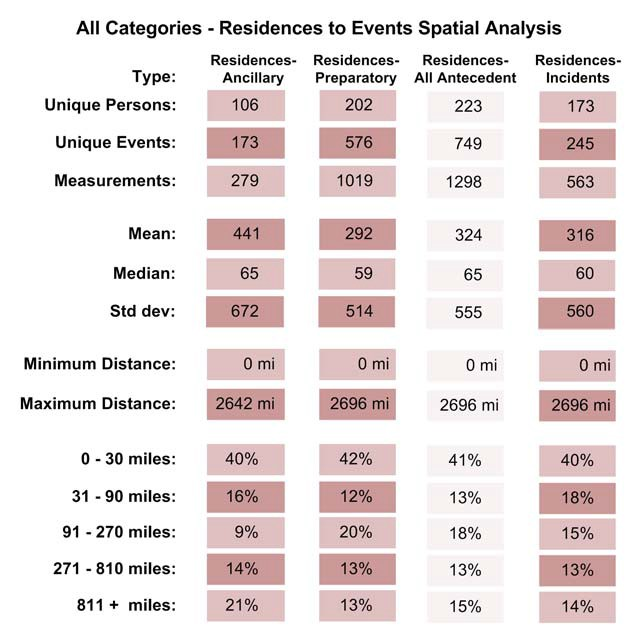 All Categories - Residences to Events Spatial Analysis
Type: Residences-Ancillary Residences-Preparatory Residences-All Antecedent Residences-Incidents
Unique Persons: 106 202 223 173
Unique Events: 173 576 749 245
Measurements: 279 1019 1298 563
Mean: 441 292 324 316
Median: 65 59 65 60
Std dev: 672 514 555 560
Minimum Distance: 0 mi 0 mi 0 mi 0 mi
Maximum Distance: 2642 mi 2696 mi 2696 mi 2696 mi
0 - 30 miles: 40% 42% 41% 40%
31 - 90 miles: 16% 12% 13% 18%
91 - 270 miles: 9% 20% 18% 15%
271 - 810 miles: 14% 13% 13% 13%
811 + miles: 21% 13% 15% 14%